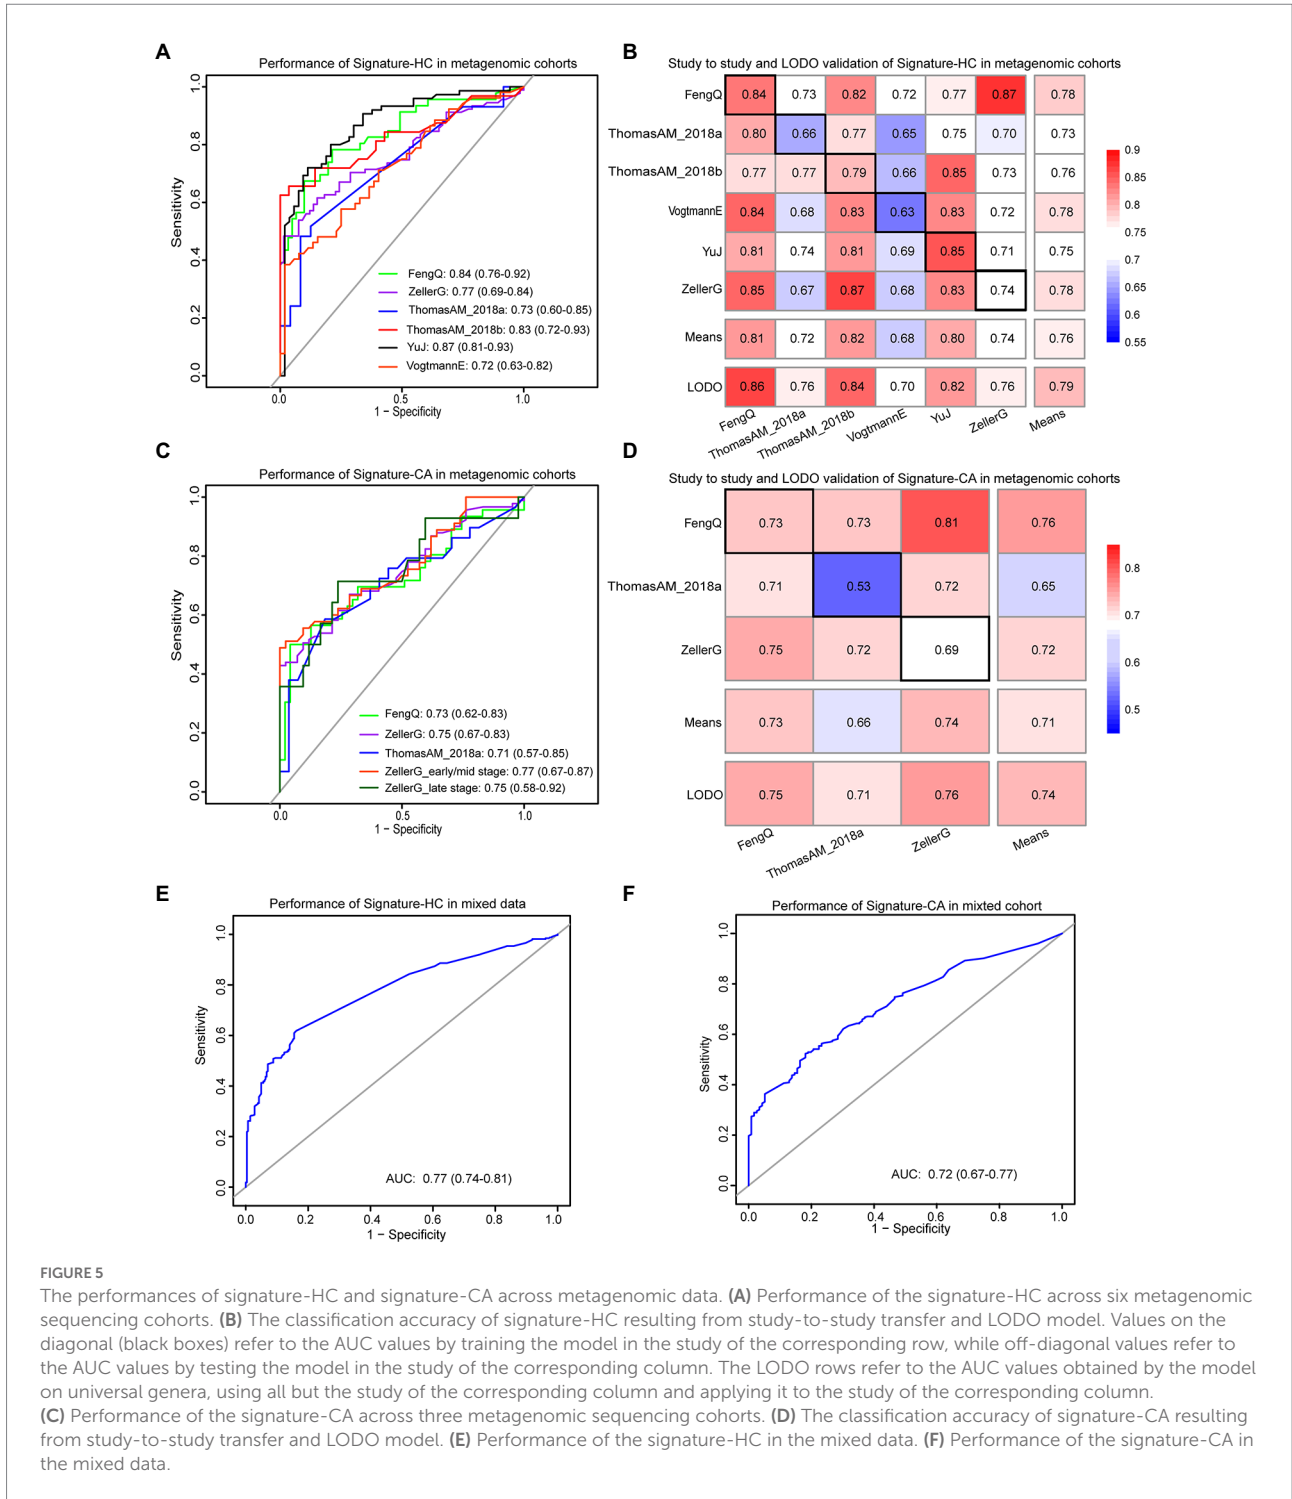 A
Performance of Signature-HC in metagenomic cohorts
Sensitivity
0.0 0.2 0.4 0.6 0.8 1.0
FengQ: 0.84 (0.76-0.92)
ZellerG: 0.77 (0.69-0.84)
ThomasAM_2018a: 0.73 (0.60-0.85)
ThomasAM_2018b: 0.83 (0.72-0.93)
YuJ: 0.87 (0.81-0.93)
VogtmannE: 0.72 (0.63-0.82)
0.0 0.5 1.0
1 − Specificity
B
Study to study and LODO validation of Signature-HC in metagenomic cohorts
FengQ 0.84 0.73 0.82 0.72 0.77 0.87 0.78
ThomasAM_2018a 0.80 0.66 0.77 0.65 0.75 0.70 0.73
ThomasAM_2018b 0.77 0.77 0.79 0.66 0.85 0.73 0.76
VogtmannE 0.84 0.68 0.83 0.63 0.83 0.72 0.78
YuJ 0.81 0.74 0.81 0.69 0.85 0.71 0.75
ZellerG 0.85 0.67 0.87 0.68 0.83 0.74 0.78
Means 0.81 0.72 0.82 0.68 0.80 0.74 0.76
LODO 0.86 0.76 0.84 0.70 0.82 0.76 0.79
FengQ ThomasAM_2018a ThomasAM_2018b VogtmannE YuJ ZellerG Means
0.9
0.85
0.8
0.75
0.7
0.65
0.6
0.55
C
Performance of Signature-CA in metagenomic cohorts
Sensitivity
0.0 0.2 0.4 0.6 0.8 1.0
FengQ: 0.73 (0.62-0.83)
ZellerG: 0.75 (0.67-0.83)
ThomasAM_2018a: 0.71 (0.57-0.85)
ZellerG_early/mid stage: 0.77 (0.67-0.87)
ZellerG_late stage: 0.75 (0.58-0.92)
0.0 0.5 1.0
1 − Specificity
D
Study to study and LODO validation of Signature-CA in metagenomic cohorts
FengQ 0.73 0.73 0.81 0.76
ThomasAM_2018a 0.71 0.53 0.72 0.65
ZellerG 0.75 0.72 0.69 0.72
Means 0.73 0.66 0.74 0.71
LODO 0.75 0.71 0.76 0.74
FengQ ThomasAM_2018a ZellerG Means
0.8
0.7
0.6
0.5
E
Performance of Signature-HC in mixed data
Sensitivity
0.0 0.2 0.4 0.6 0.8 1.0
AUC: 0.77 (0.74-0.81)
0.0 0.2 0.4 0.6 0.8 1.0
1 − Specificity
F
Performance of Signature-CA in mixted cohort
Sensitivity
0.0 0.2 0.4 0.6 0.8 1.0
AUC: 0.72 (0.67-0.77)
0.0 0.2 0.4 0.6 0.8 1.0
1 − Specificity
FIGURE 5
The performances of signature-HC and signature-CA across metagenomic data. (A) Performance of the signature-HC across six metagenomic
sequencing cohorts. (B) The classification accuracy of signature-HC resulting from study-to-study transfer and LODO model. Values on the
diagonal (black boxes) refer to the AUC values by training the model in the study of the corresponding row, while off-diagonal values refer to
the AUC values by testing the model in the study of the corresponding column. The LODO rows refer to the AUC values obtained by the model
on universal genera, using all but the study of the corresponding column and applying it to the study of the corresponding column.
(C) Performance of the signature-CA across three metagenomic sequencing cohorts. (D) The classification accuracy of signature-CA resulting
from study-to-study transfer and LODO model. (E) Performance of the signature-HC in the mixed data. (F) Performance of the signature-CA in
the mixed data.